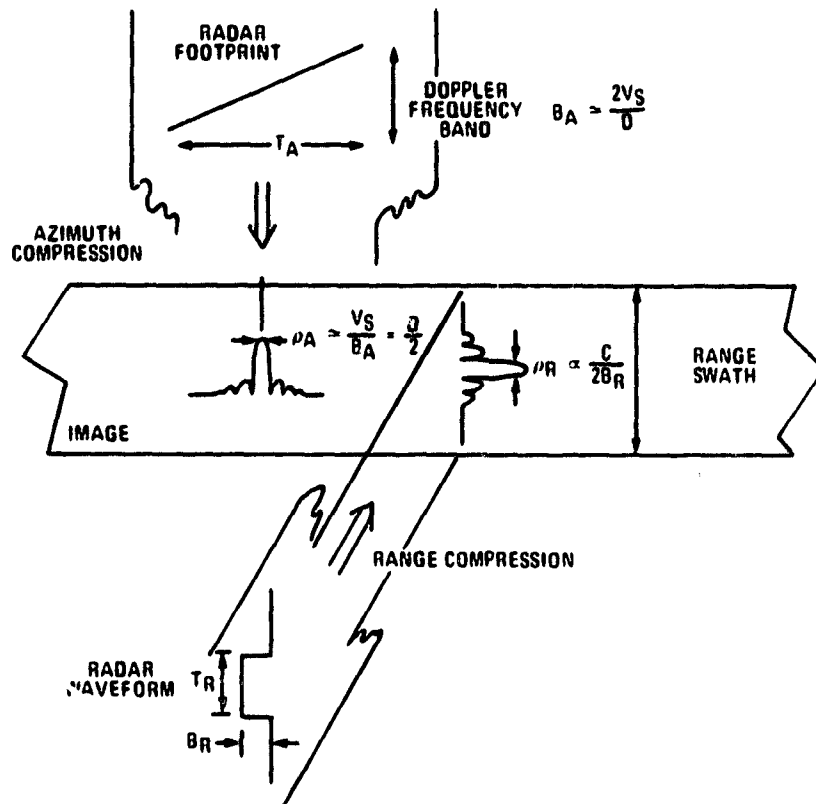 RADAR
FOOTPRINT
DOPPLER
FREQUENCY
BAND
B_A ≃ 2V_S/D
T_A
AZIMUTH
COMPRESSION
ρ_A ≃ V_S/B_A = D/2
ρ_R ∝ C/2B_R
RANGE
SWATH
IMAGE
RANGE COMPRESSION
RADAR
WAVEFORM
T_R
B_R